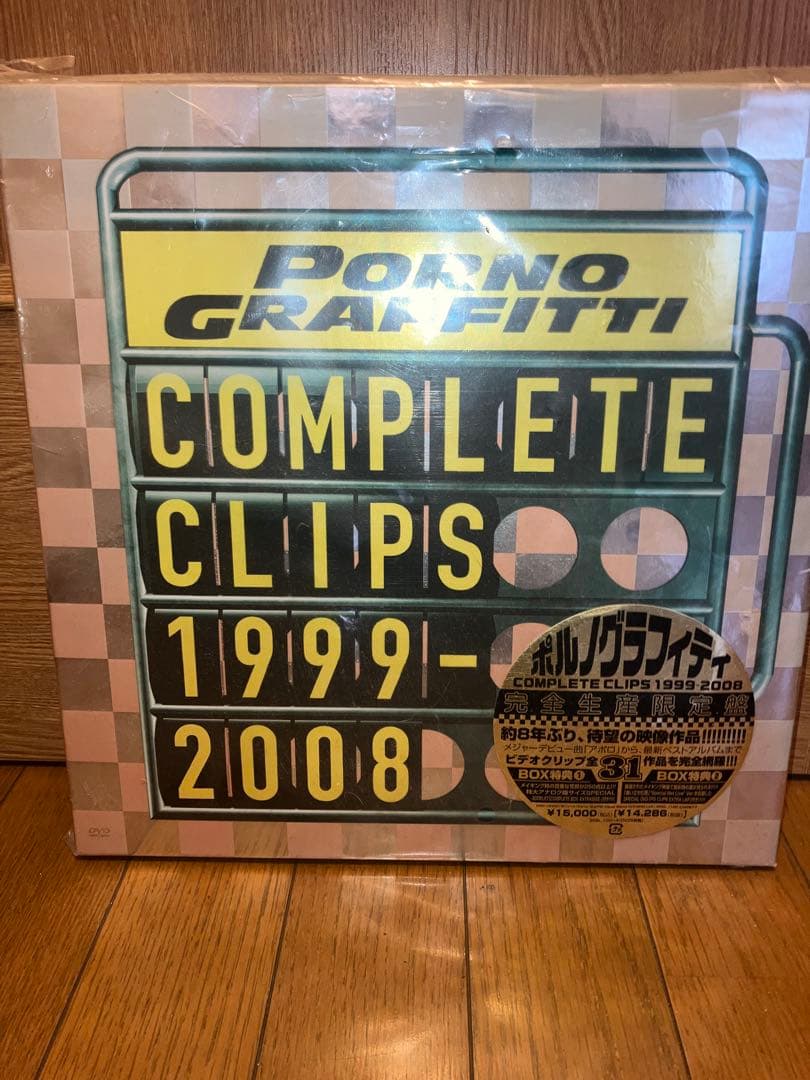 PORNO
GRAFFITTI
COMPLETE
CLIPS
1999-
2008
ポルノグラフィティ
COMPLETE CLIPS 1999-2008
完全生産限定盤
約8年ぶり、待望の映像作品!!!!!!!!!
メジャーデビュー曲「アポロ」から、最新ベストアルバムまで
ビデオクリップ全31作品を完全網羅!!!
BOX特典1 BOX特典2
¥15,000(税込) [¥14,286(税抜)]
DVD